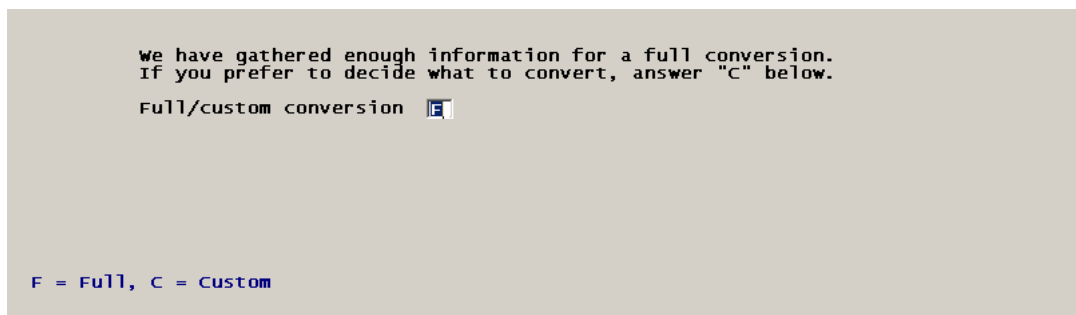 We have gathered enough information for a full conversion.
If you prefer to decide what to convert, answer "C" below.
Full/custom conversion F
F = Full, C = Custom